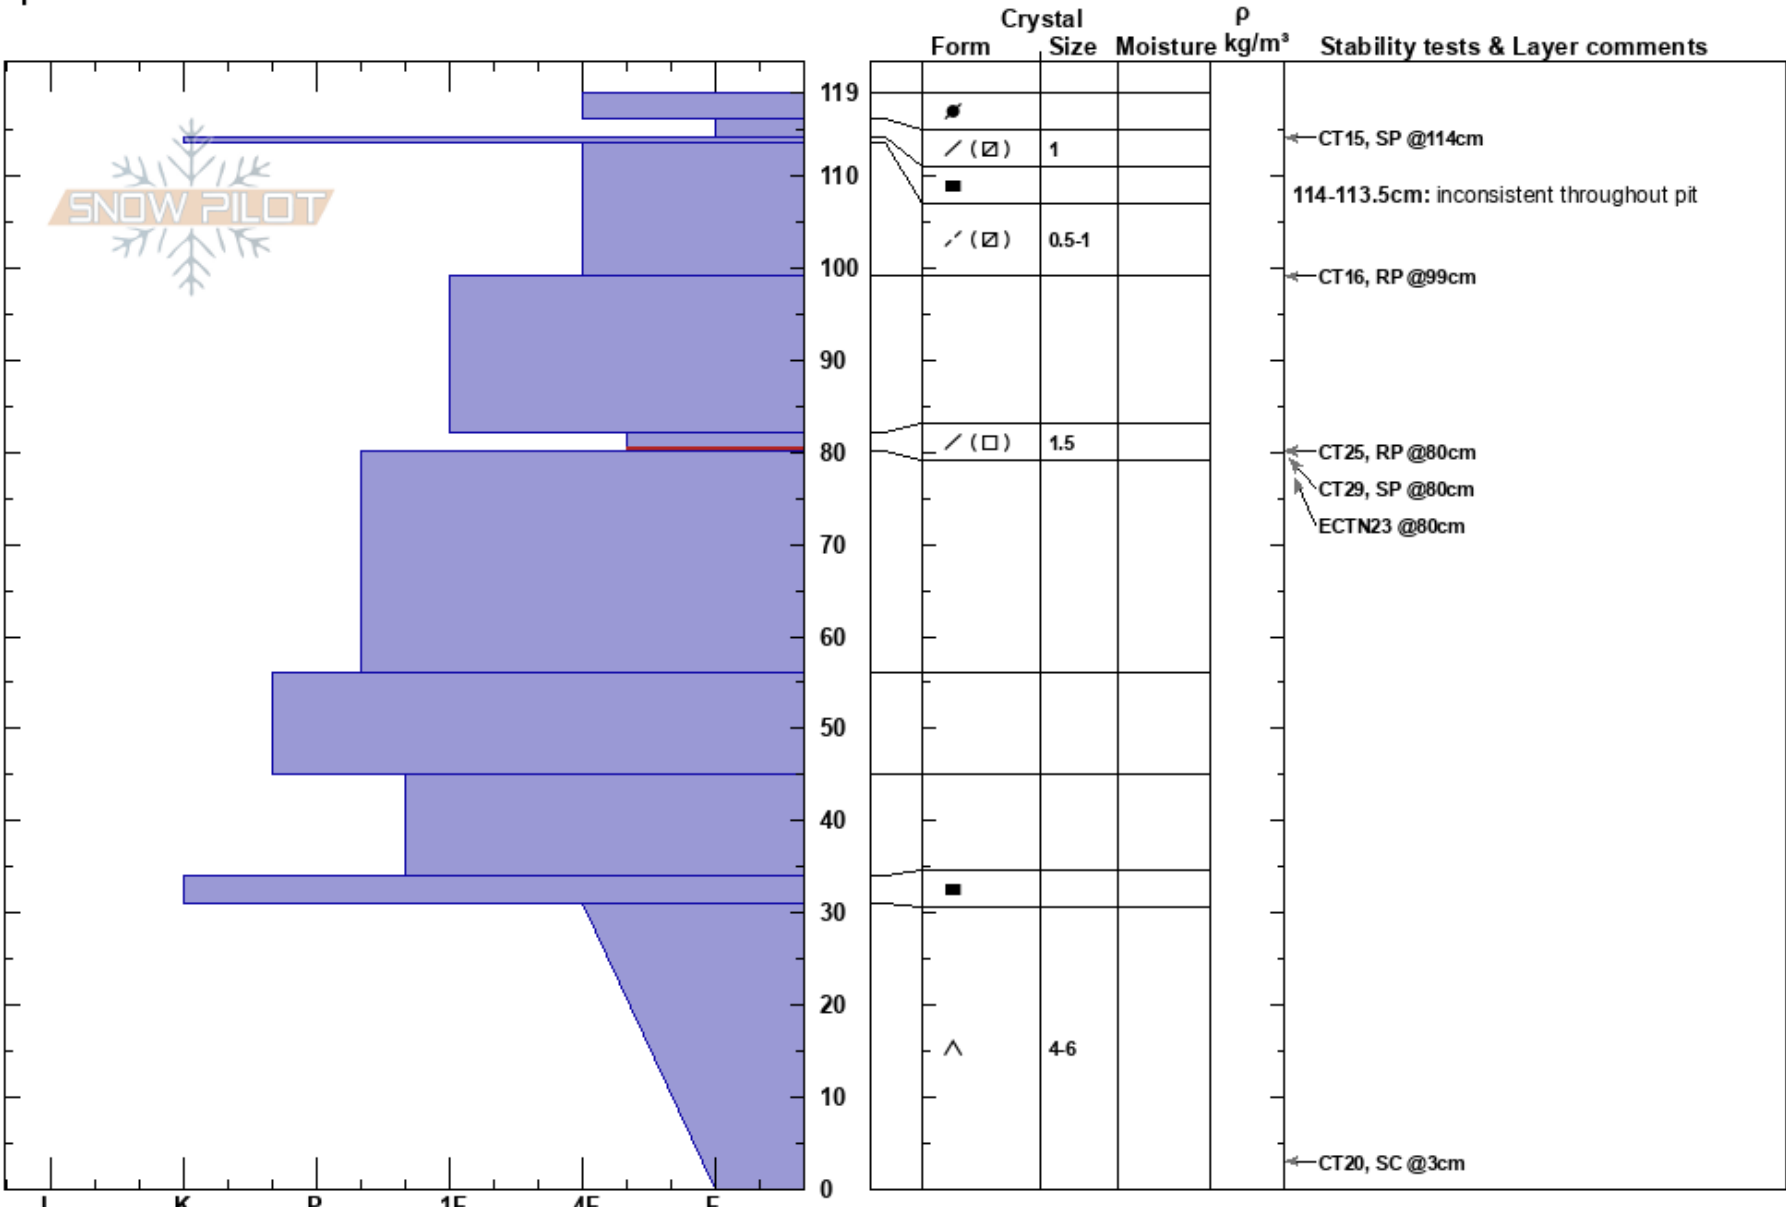 Crystal
ρ
Form Size Moisture kg/m³ Stability tests & Layer comments
119
CT15, SP @114cm
1
110
SNOW PILOT
114-113.5cm: inconsistent throughout pit
0.5-1
100
CT16, RP @99cm
90
1.5
80
CT25, RP @80cm
CT29, SP @80cm
ECTN23 @80cm
70
60
50
40
30
20
4-6
10
CT20, SC @3cm
0
I K P 1F 4F F